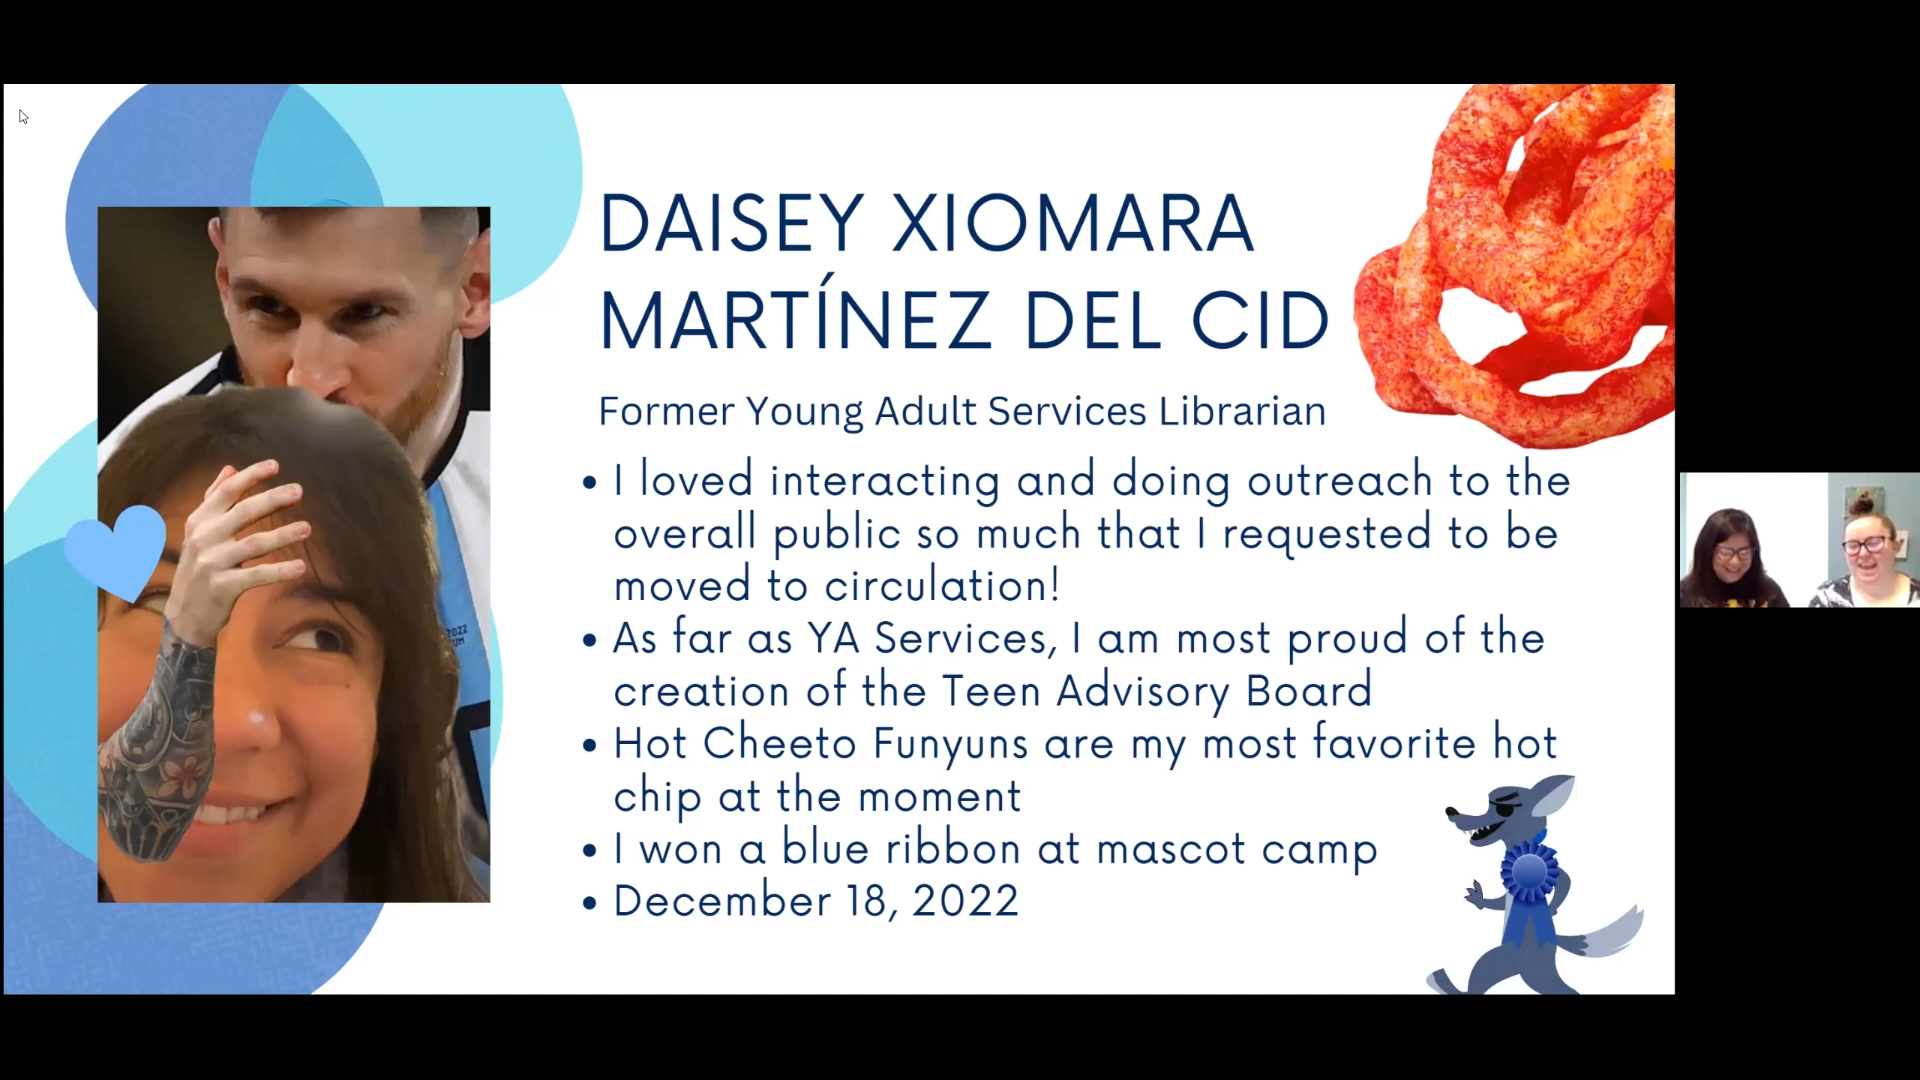 DAISEY XIOMARA
MARTÍNEZ DEL CID
Former Young Adult Services Librarian
• I loved interacting and doing outreach to the
overall public so much that I requested to be
moved to circulation!
• As far as YA Services, I am most proud of the
creation of the Teen Advisory Board
• Hot Cheeto Funyuns are my most favorite hot
chip at the moment
• I won a blue ribbon at mascot camp
• December 18, 2022
2022